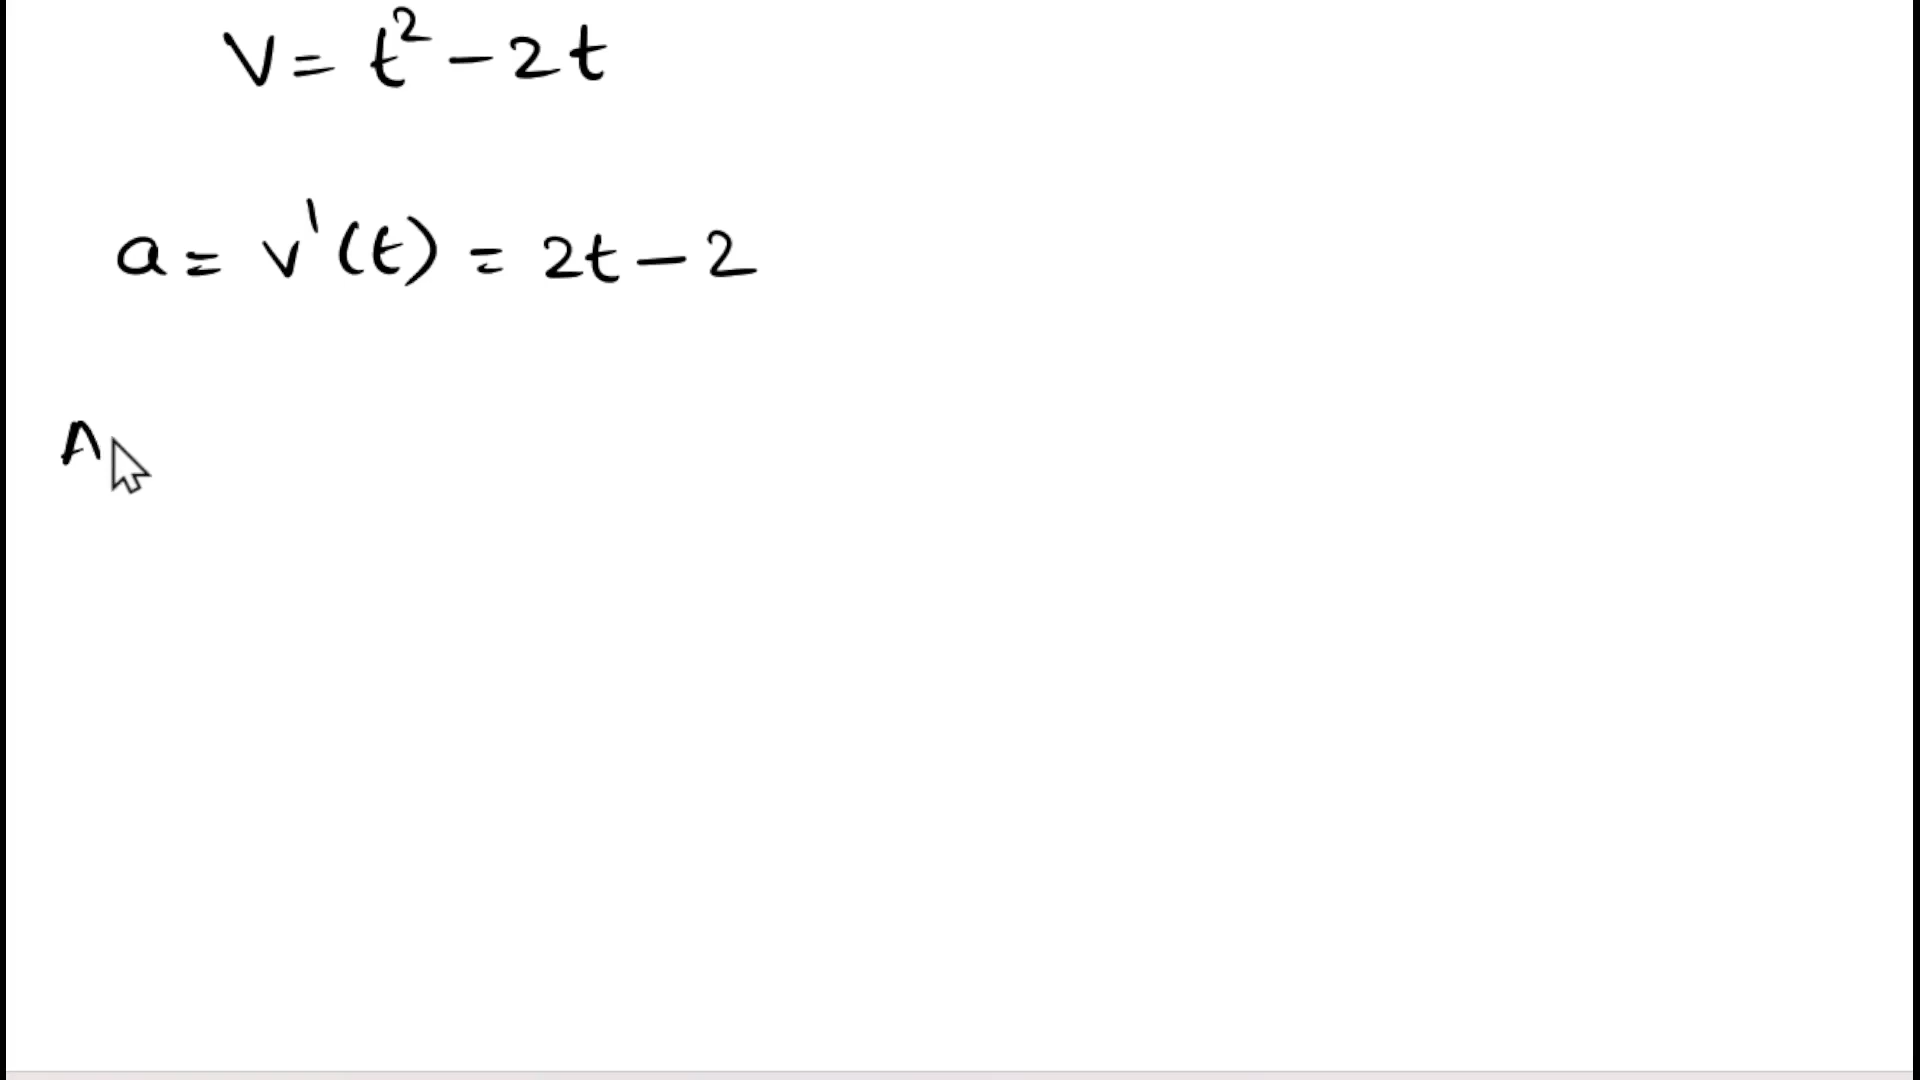 V = t² - 2t
a = v'(t) = 2t - 2
A